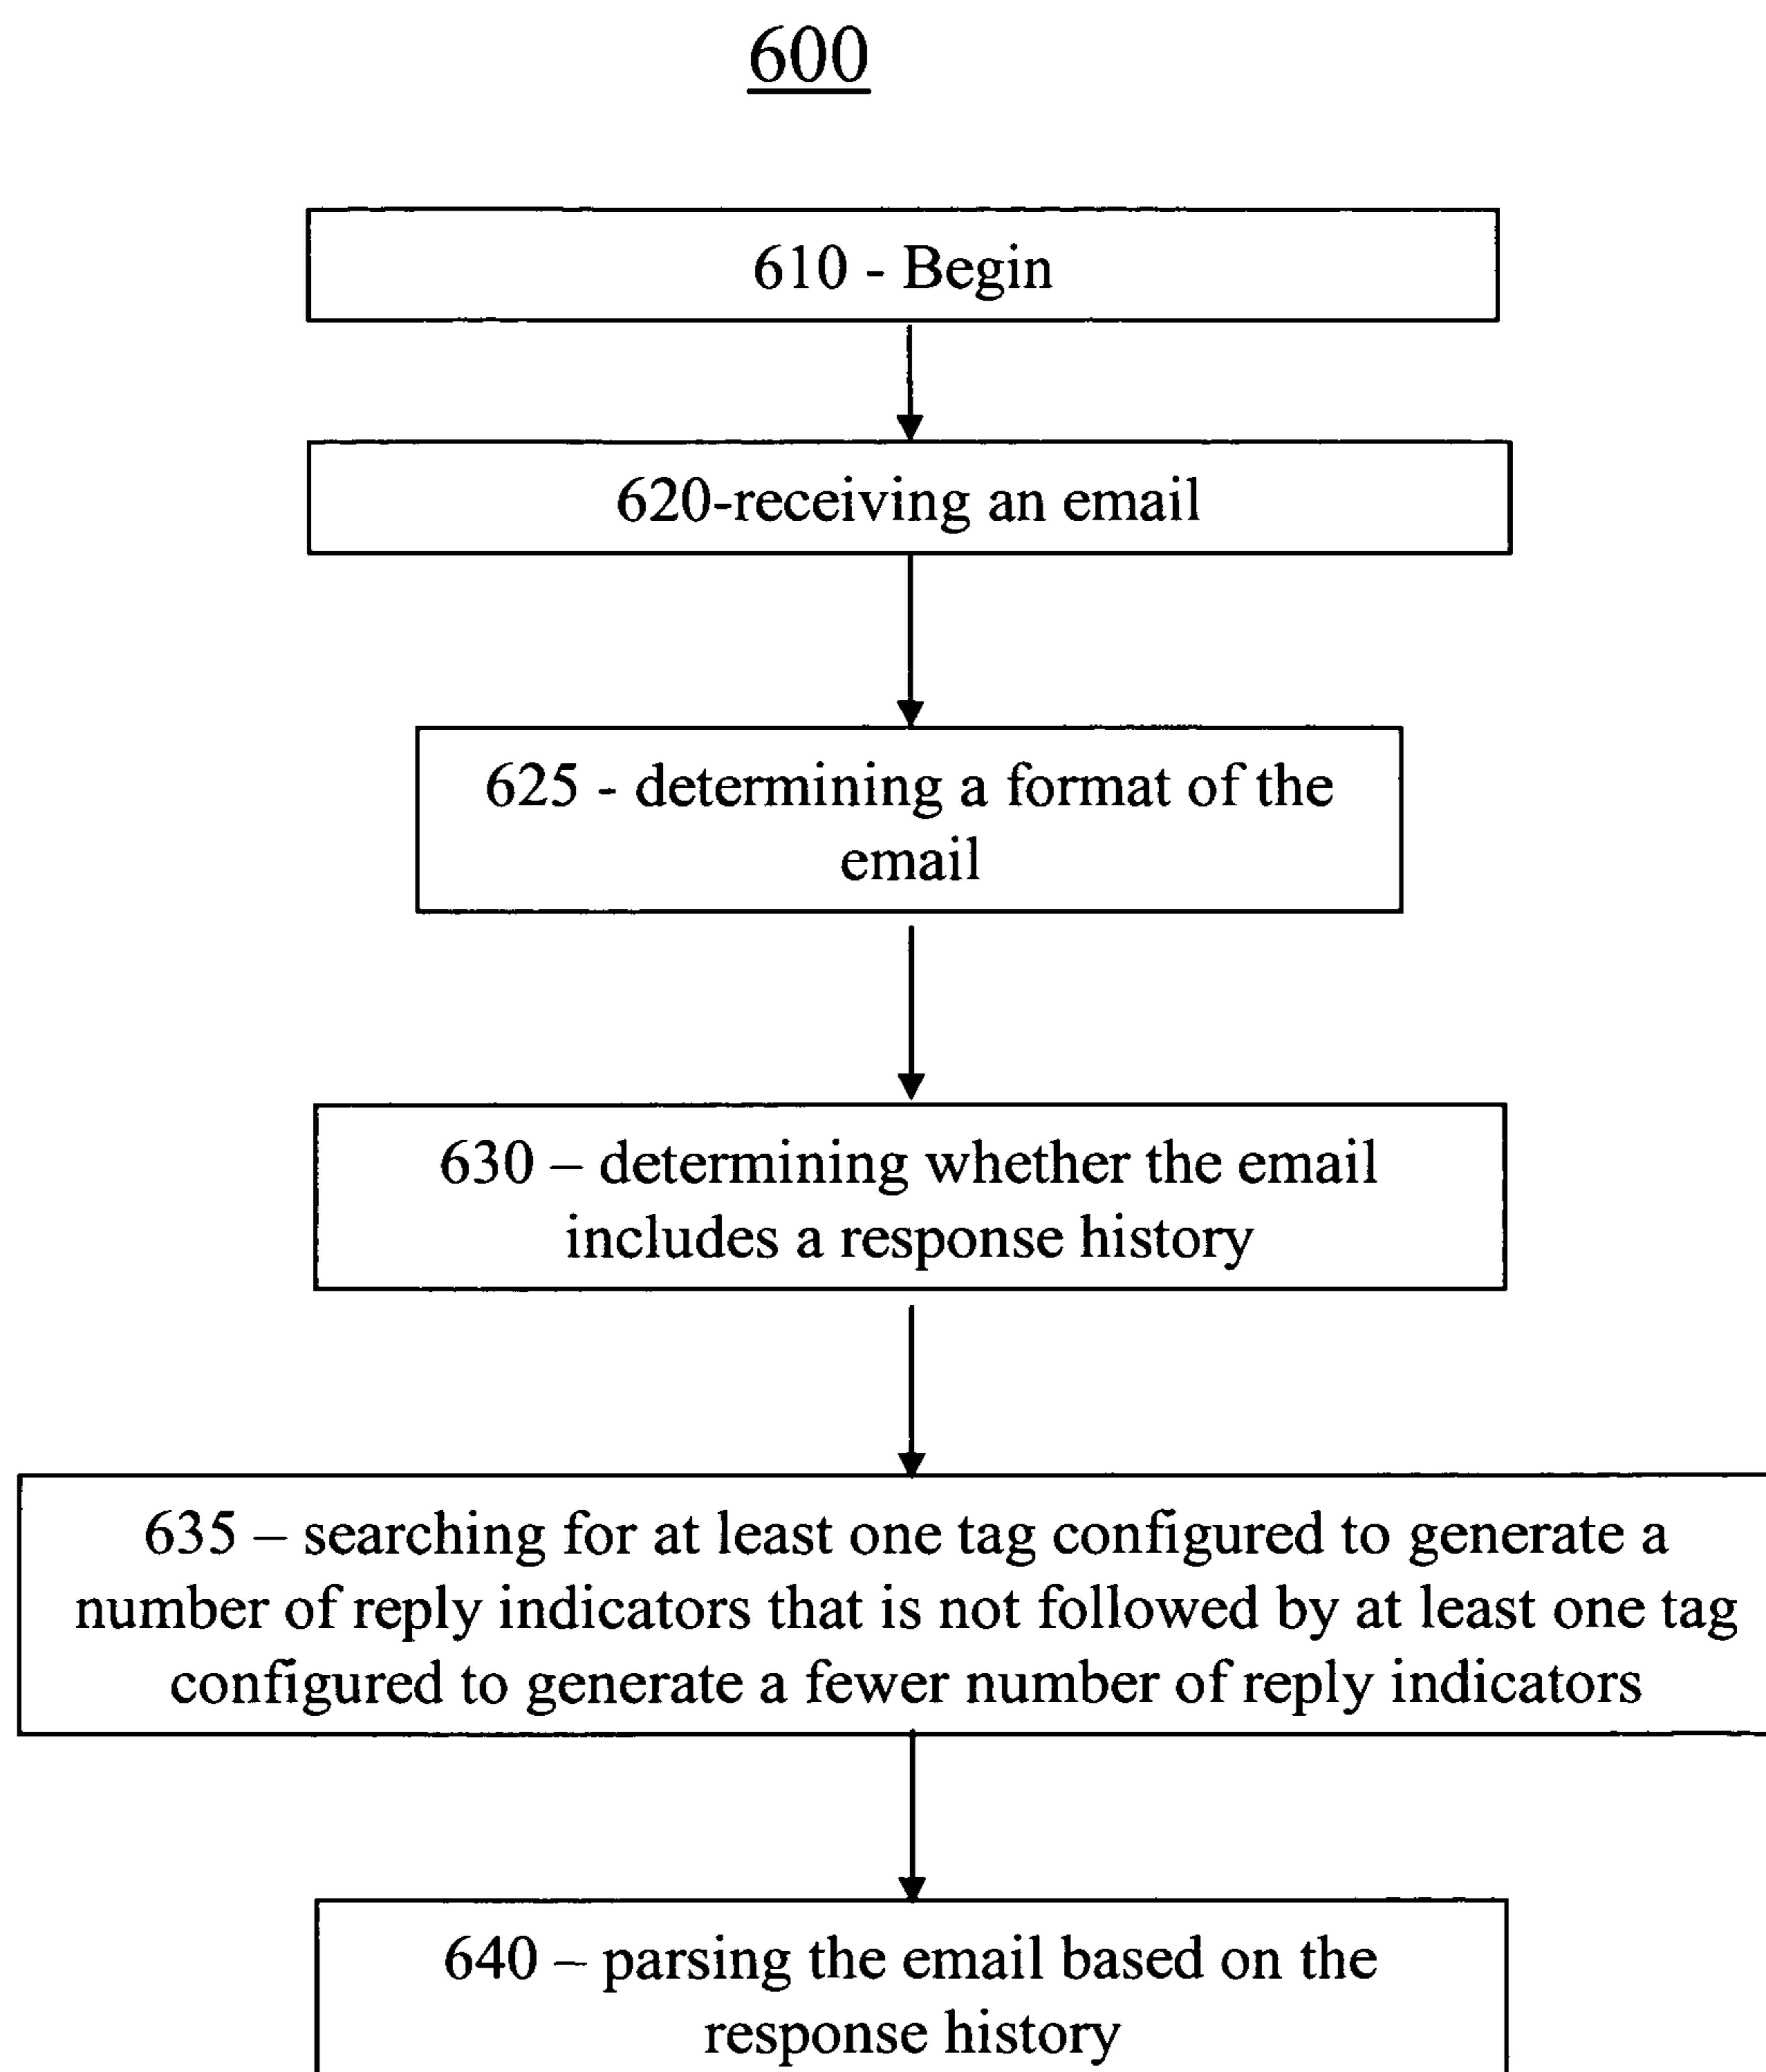 600
610 - Begin
620-receiving an email
625 - determining a format of the
email
630 – determining whether the email
includes a response history
635 – searching for at least one tag configured to generate a
number of reply indicators that is not followed by at least one tag
configured to generate a fewer number of reply indicators
640 – parsing the email based on the
response history